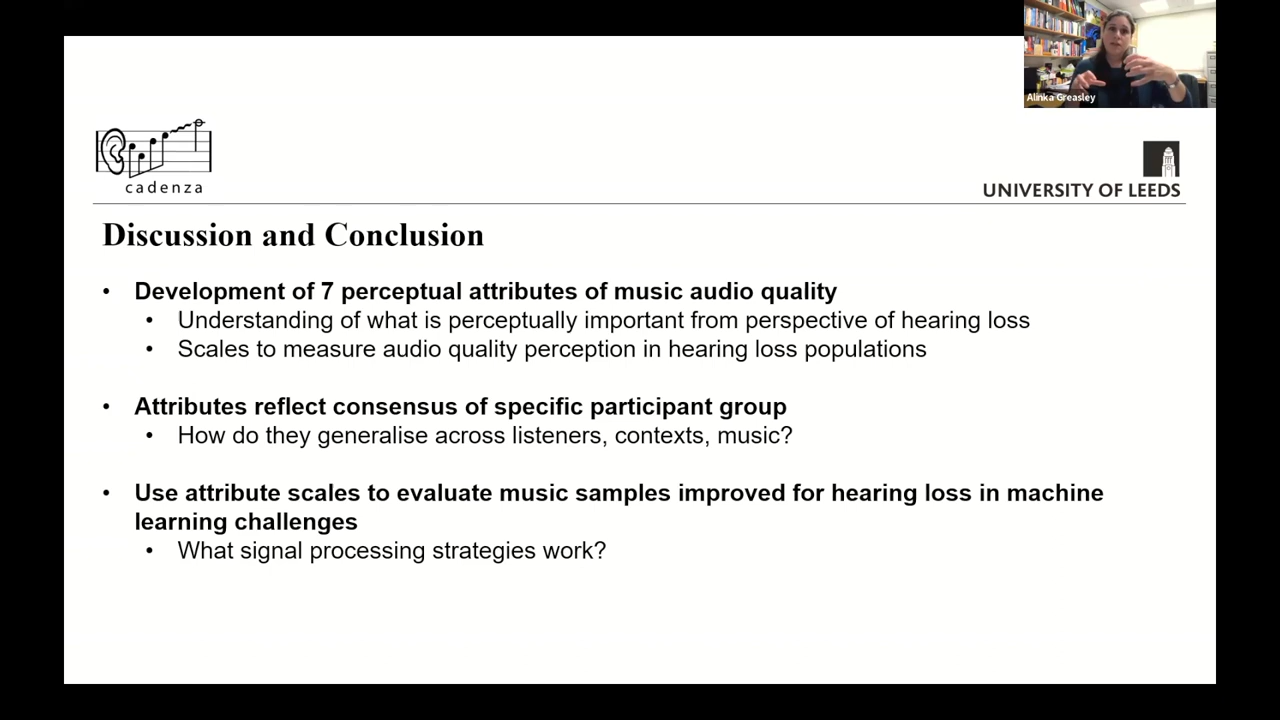 Alinka Greasley
cadenza
UNIVERSITY OF LEEDS
Discussion and Conclusion
• Development of 7 perceptual attributes of music audio quality
• Understanding of what is perceptually important from perspective of hearing loss
• Scales to measure audio quality perception in hearing loss populations
• Attributes reflect consensus of specific participant group
• How do they generalise across listeners, contexts, music?
• Use attribute scales to evaluate music samples improved for hearing loss in machine
learning challenges
• What signal processing strategies work?